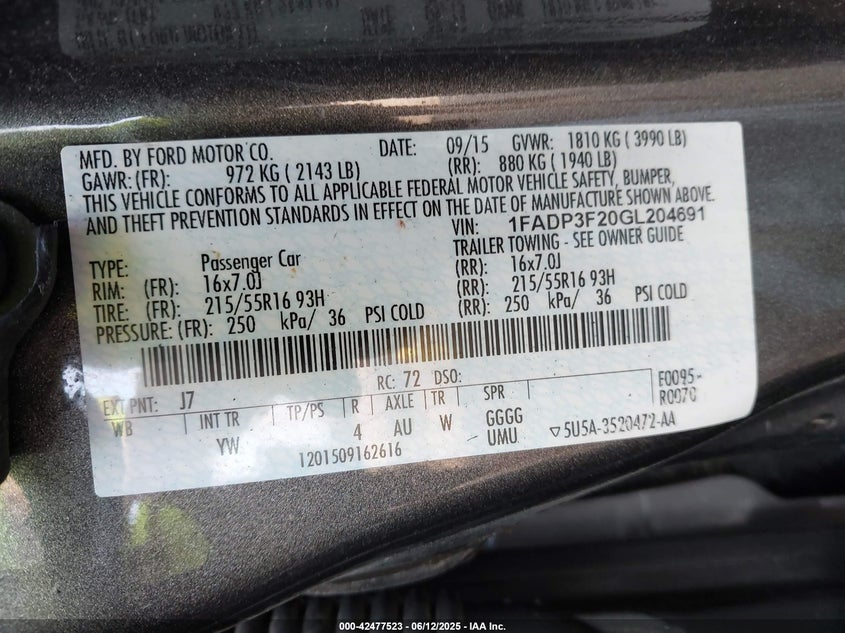 MFD. BY FORD MOTOR CO. DATE: 09/15 GVWR: 1810 KG ( 3990 LB)
GAWR: (FR): 972 KG ( 2143 LB) (RR): 880 KG ( 1940 LB)
THIS VEHICLE CONFORMS TO ALL APPLICABLE FEDERAL MOTOR VEHICLE SAFETY, BUMPER,
AND THEFT PREVENTION STANDARDS IN EFFECT ON THE DATE OF MANUFACTURE SHOWN ABOVE.
VIN: 1FADP3F20GL204691
TYPE: Passenger Car TRAILER TOWING - SEE OWNER GUIDE
RIM: (FR): 16x7.0J (RR): 16x7.0J
TIRE: (FR): 215/55R16 93H (RR): 215/55R16 93H
PRESSURE: (FR): 250 kPa/ 36 PSI COLD (RR): 250 kPa/ 36 PSI COLD
EXT PNT: J7 RC: 72 DSO: F0095-
WB INT TR TP/PS R AXLE TR SPR
YW 4 AU W GGGG
UMU
1201509162616 5U5A-3520472-AA
000-42477523 - 06/12/2025 - IAA Inc.